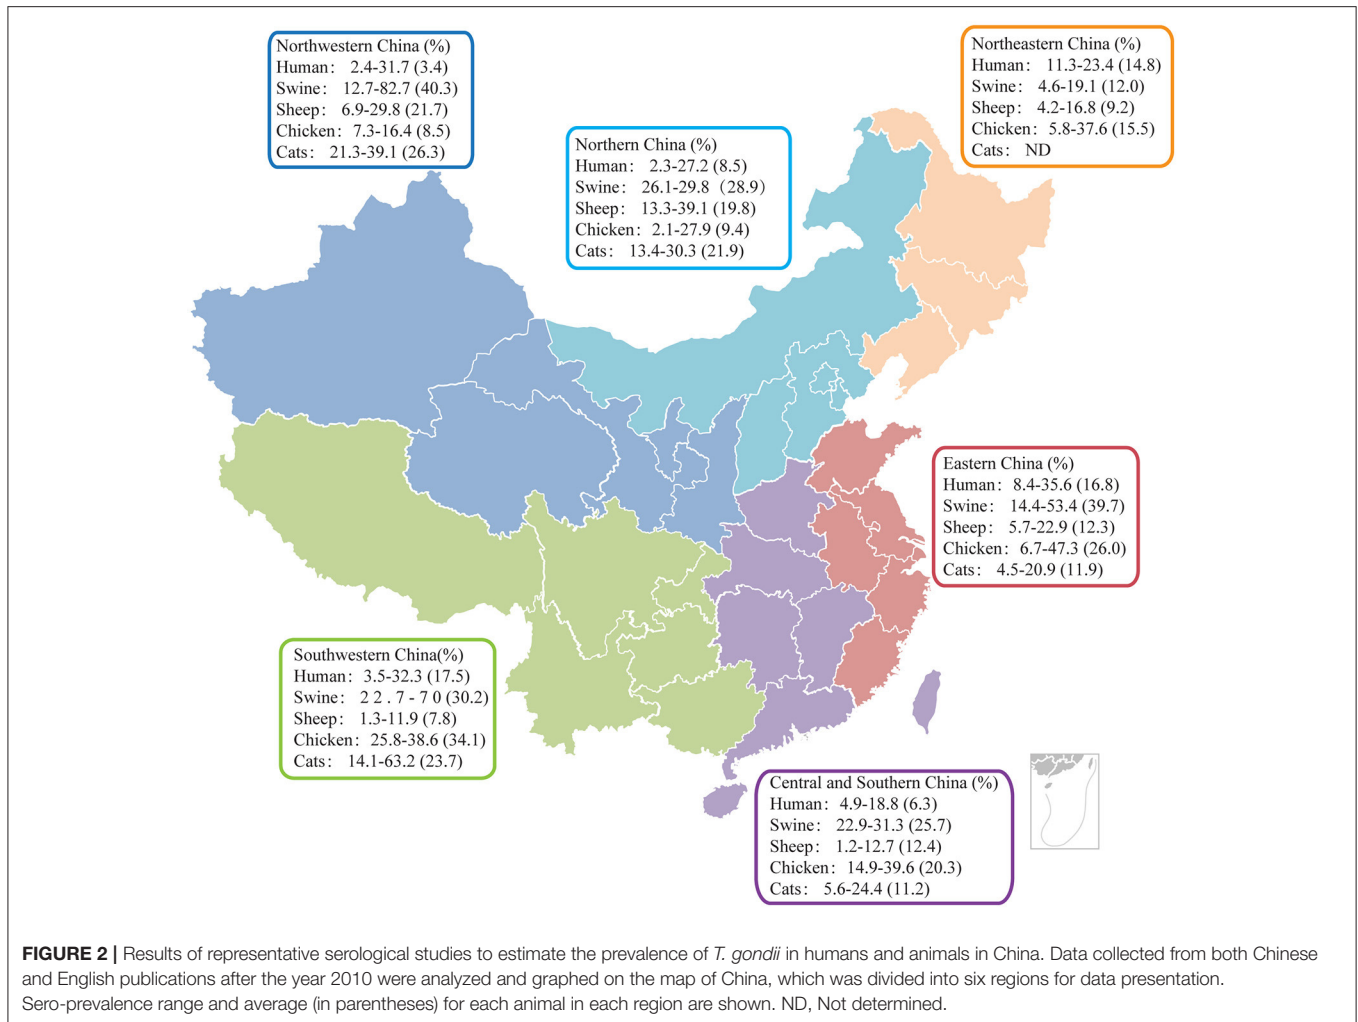 Northwestern China (%)
Human: 2.4-31.7 (3.4)
Swine: 12.7-82.7 (40.3)
Sheep: 6.9-29.8 (21.7)
Chicken: 7.3-16.4 (8.5)
Cats: 21.3-39.1 (26.3)
Northeastern China (%)
Human: 11.3-23.4 (14.8)
Swine: 4.6-19.1 (12.0)
Sheep: 4.2-16.8 (9.2)
Chicken: 5.8-37.6 (15.5)
Cats: ND
Northern China (%)
Human: 2.3-27.2 (8.5)
Swine: 26.1-29.8（28.9）
Sheep: 13.3-39.1 (19.8)
Chicken: 2.1-27.9 (9.4)
Cats: 13.4-30.3 (21.9)
Eastern China (%)
Human: 8.4-35.6 (16.8)
Swine: 14.4-53.4 (39.7)
Sheep: 5.7-22.9 (12.3)
Chicken: 6.7-47.3 (26.0)
Cats: 4.5-20.9 (11.9)
Southwestern China(%)
Human: 3.5-32.3 (17.5)
Swine: 2 2 . 7 - 7 0 (30.2)
Sheep: 1.3-11.9 (7.8)
Chicken: 25.8-38.6 (34.1)
Cats: 14.1-63.2 (23.7)
Central and Southern China (%)
Human: 4.9-18.8 (6.3)
Swine: 22.9-31.3 (25.7)
Sheep: 1.2-12.7 (12.4)
Chicken: 14.9-39.6 (20.3)
Cats: 5.6-24.4 (11.2)
FIGURE 2 | Results of representative serological studies to estimate the prevalence of T. gondii in humans and animals in China. Data collected from both Chinese
and English publications after the year 2010 were analyzed and graphed on the map of China, which was divided into six regions for data presentation.
Sero-prevalence range and average (in parentheses) for each animal in each region are shown. ND, Not determined.